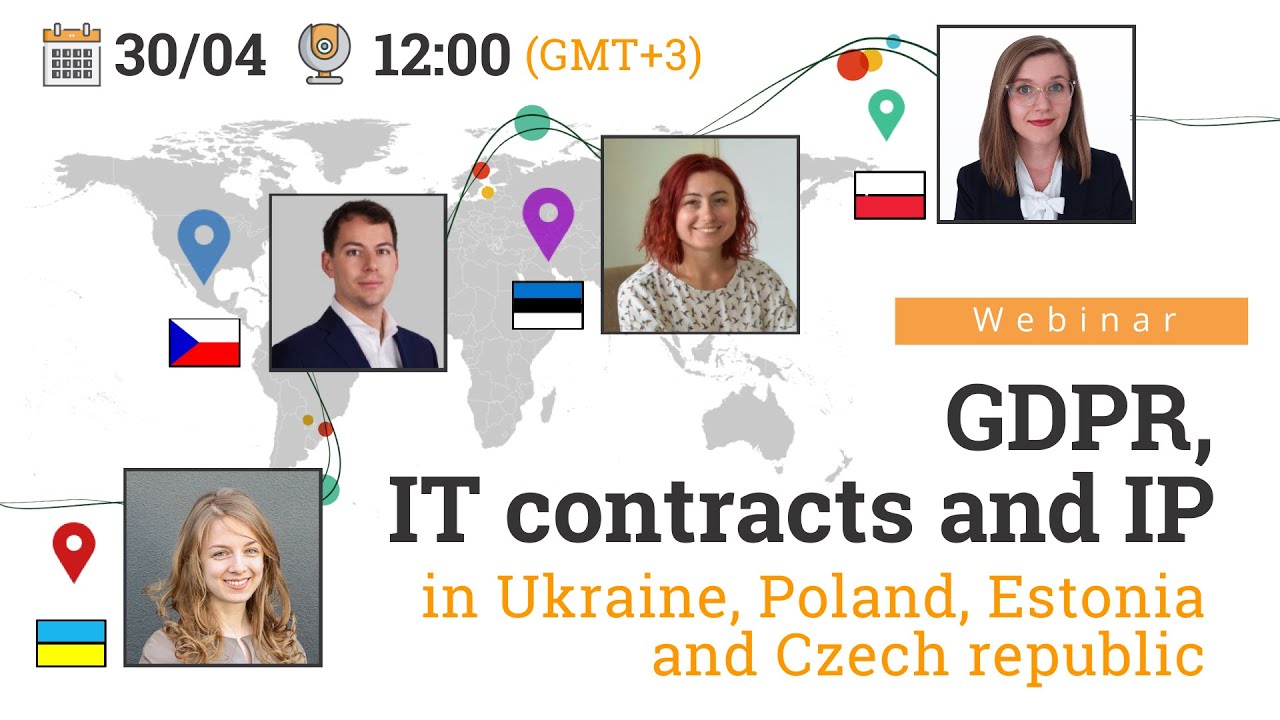 30/04 12:00 (GMT+3)
Webinar
GDPR,
IT contracts and IP
in Ukraine, Poland, Estonia
and Czech republic